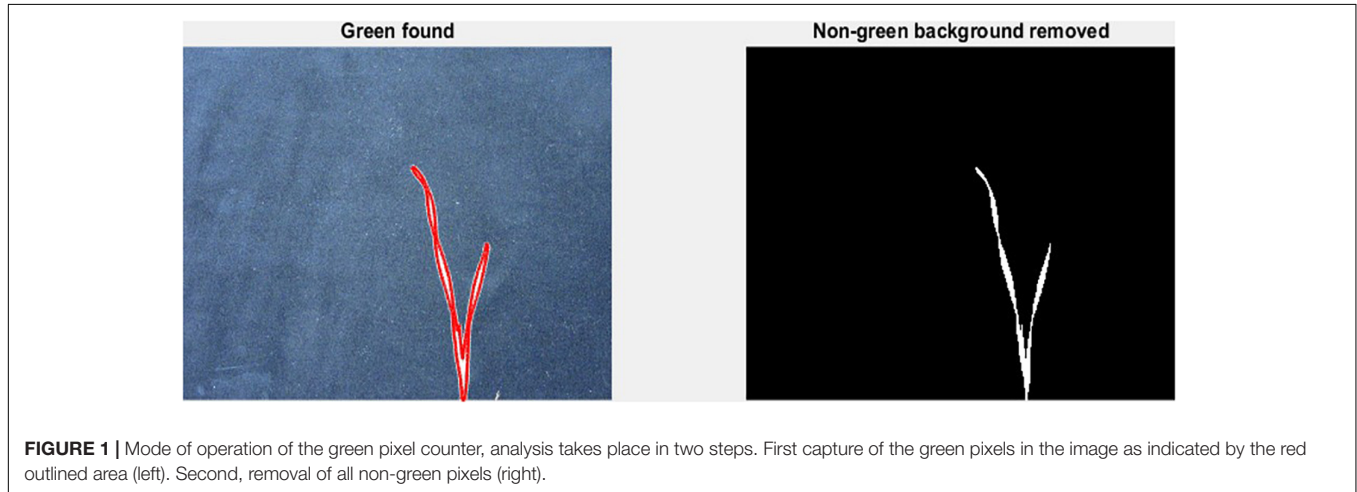 Green found
Non-green background removed
FIGURE 1 | Mode of operation of the green pixel counter, analysis takes place in two steps. First capture of the green pixels in the image as indicated by the red
outlined area (left). Second, removal of all non-green pixels (right).